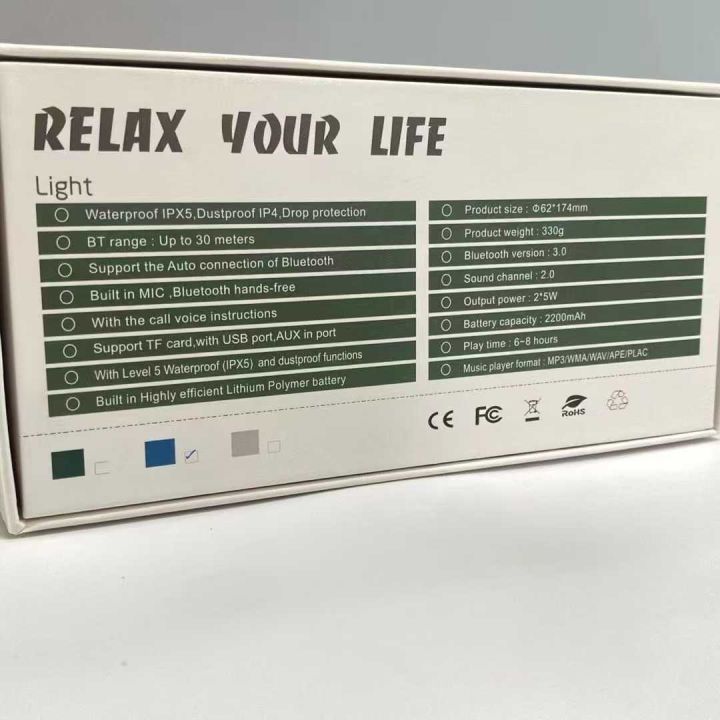 RELAX YOUR LIFE
Light
Waterproof IPX5,Dustproof IP4,Drop protection
BT range : Up to 30 meters
Support the Auto connection of Bluetooth
Built in MIC ,Bluetooth hands-free
With the call voice instructions
Support TF card,with USB port,AUX in port
With Level 5 Waterproof (IPX5) and dustproof functions
Built in Highly efficient Lithium Polymer battery
Product size : Φ62*174mm
Product weight : 330g
Bluetooth version : 3.0
Sound channel : 2.0
Output power : 2*5W
Battery capacity : 2200mAh
Play time : 6-8 hours
Music player format : MP3/WMA/WAV/APE/PLAC
CE FC RoHS